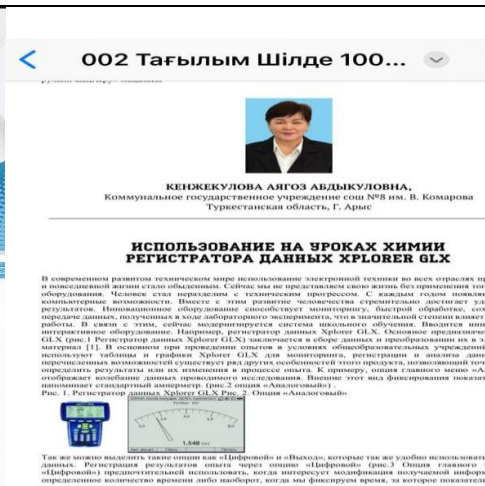 002 Тағылым Шілде 100...
КЕНЖЕКУЛОВА АЯГОЗ АБДЫКУЛОВНА,
Коммунальное государственное учреждение сош №8 им. В. Комарова
Туркестанская область, Г. Арыс
ИСПОЛЬЗОВАНИЕ НА УРОКАХ ХИМИИ
РЕГИСТРАТОРА ДАННЫХ XPLORER GLX
В современном развитом техническом мире использование электронной техники во всех отраслях
и повседневной жизни стало обыденным. Сейчас мы не представляем свою жизнь без применения
оборудования. Человек стал неразделим с техническим прогрессом. С каждым годом
компьютерные возможности. Вместе с этим развитие человечества стремительно достигает
результатов. Инновационное оборудование способствует мониторингу, быстрой обработке,
передаче данных, полученных в ходе лабораторного эксперимента, что в значительной степени влияет
работы. В связи с этим, сейчас модернизируется система школьного обучения. Вводится
интерактивное оборудование. Например, регистратор данных Xplorer GLX. Основное
GLX (рис.1 Регистратор данных Xplorer GLX) заключается в сборе данных и преобразовании их в
материал [1]. В основном при проведении опытов в условиях общеобразовательных учреждений
используют таблицы и графики Xplorer GLX для мониторинга, регистрации и анализа
перечисленных возможностей существует ряд других особенностей этого продукта, позволяющий
определить результаты или их изменения в процессе опыта. К примеру, опция главного меню
отображает колебание данных проводимого исследования. Внешне этот вид фиксирования
напоминает стандартный амперметр. (рис.2 опция «Аналоговый») .
Рис. 1. Регистратор данных Xplorer GLX Рис. 2. Опция «Аналоговый»
1.548
Так же можно выделить такие опции как «Цифровой» и «Выход», которые так же удобно
данных. Регистрация результатов опыта через опцию «Цифровой» (рис.3 Опция главного
«Цифровой») предпочтительней использовать, когда интересует модификация получаемой
определенное количество времени либо наоборот, когда мы фиксируем время, за которое